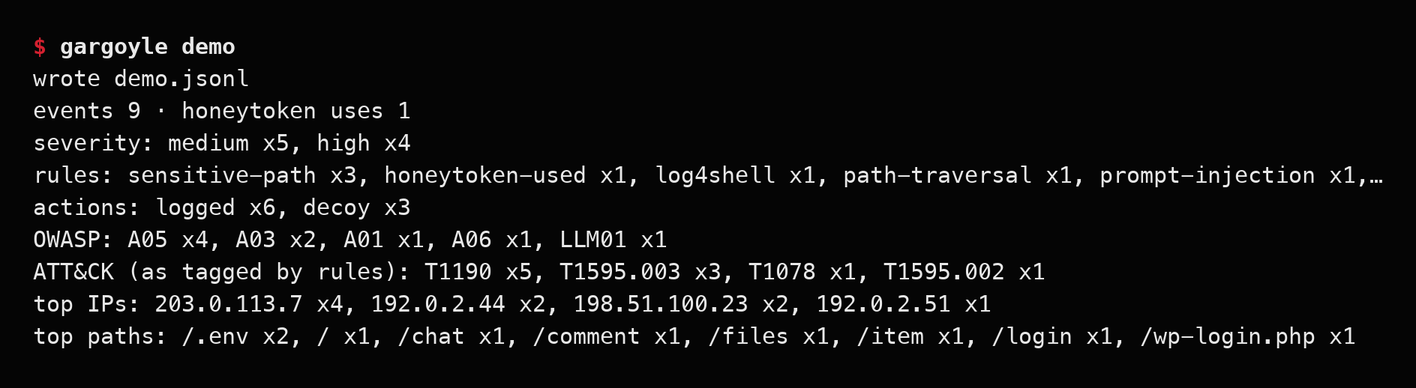 $ gargoyle demo
wrote demo.jsonl
events 9 · honeytoken uses 1
severity: medium x5, high x4
rules: sensitive-path x3, honeytoken-used x1, log4shell x1, path-traversal x1, prompt-injection x1,…
actions: logged x6, decoy x3
OWASP: A05 x4, A03 x2, A01 x1, A06 x1, LLM01 x1
ATT&CK (as tagged by rules): T1190 x5, T1595.003 x3, T1078 x1, T1595.002 x1
top IPs: 203.0.113.7 x4, 192.0.2.44 x2, 198.51.100.23 x2, 192.0.2.51 x1
top paths: /.env x2, / x1, /chat x1, /comment x1, /files x1, /item x1, /login x1, /wp-login.php x1